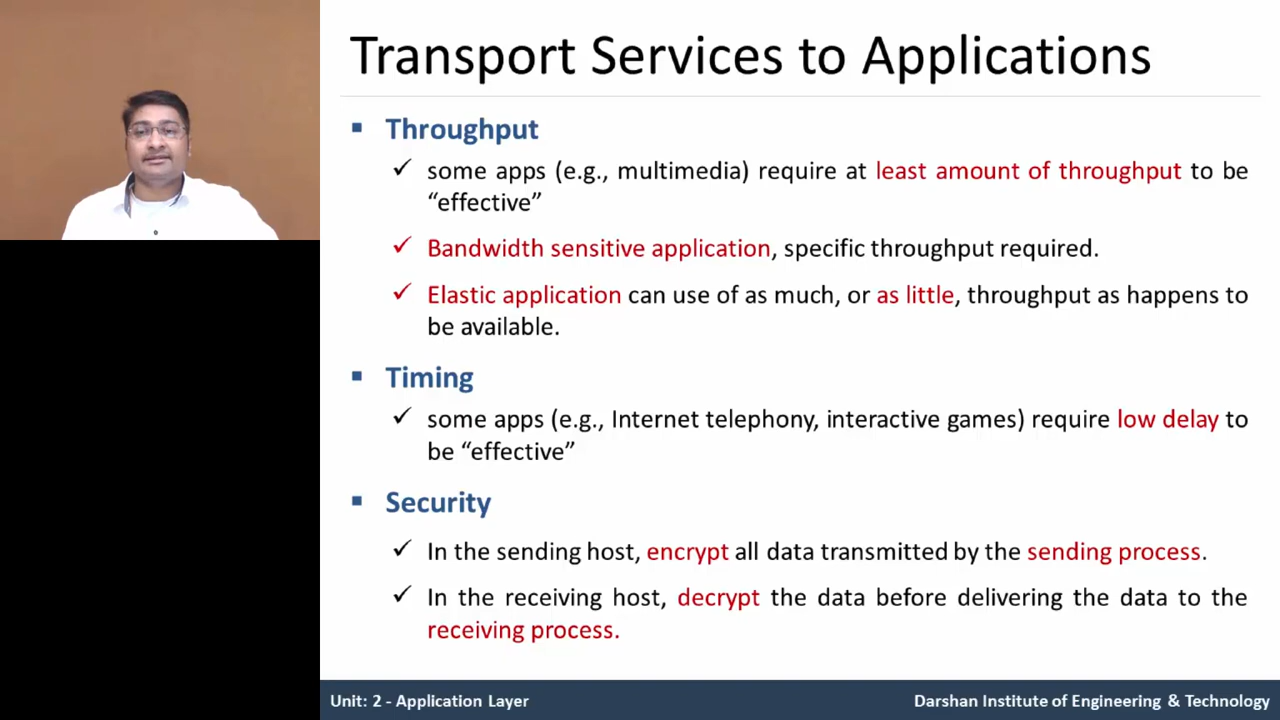 Transport Services to Applications
Throughput
some apps (e.g., multimedia) require at least amount of throughput to be
“effective”
Bandwidth sensitive application, specific throughput required.
Elastic application can use of as much, or as little, throughput as happens to
be available.
Timing
some apps (e.g., Internet telephony, interactive games) require low delay to
be “effective”
Security
In the sending host, encrypt all data transmitted by the sending process.
In the receiving host, decrypt the data before delivering the data to the
receiving process.
Unit: 2 - Application Layer
Darshan Institute of Engineering & Technology